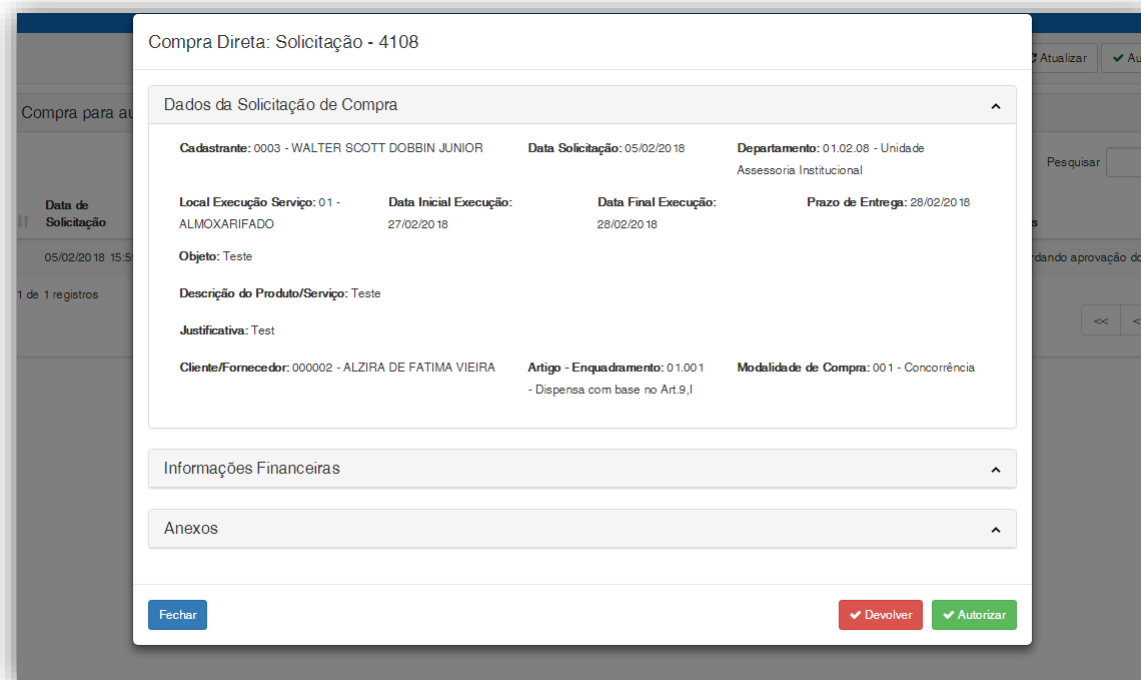 Compra Direta: Solicitação - 4108
Atualizar
Compra para
Dados da Solicitação de Compra
Pesquisar
Cadastrante: 0003 - WALTER SCOTT DOBBIN JUNIOR
Data Solicitação: 05/02/2018
Departamento: 01.02.08 - Unidade
Assessoria Institucional
Data de
Solicitação
Local Execução Serviço: 01 -
ALMOXARIFADO
Data Inicial Execução:
27/02/2018
Data Final Execução:
28/02/2018
Prazo de Entrega: 28/02/2018
05/02/2018
aprovação
Objeto: Teste
1 de 1 registros
Descrição do Produto/Serviço: Teste
<<
Justificativa: Test
Cliente/Fornecedor: 000002 - ALZIRA DE FATIMA VIEIRA
Artigo - Enquadramento: 01.001
- Dispensa com base no Art.9,I
Modalidade de Compra: 001 - Concorrência
Informações Financeiras
Anexos
Fechar
Devolver
Autorizar